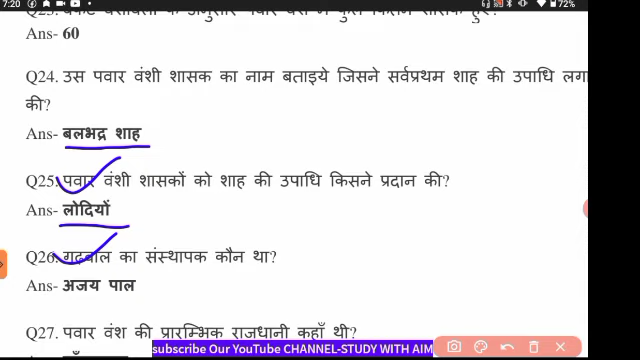 7:20
72%
Ans- 60
Q24. उस पवार वंशी शासक का नाम बताइये जिसने सर्वप्रथम शाह की उपाधि लगा
की?
Ans- बलभद्र शाह
Q25. पवार वंशी शासकों को शाह की उपाधि किसने प्रदान की?
Ans- लोदियों
Q26. गढ़वाल का संस्थापक कौन था?
Ans- अजय पाल
Q27. पवार वंश की प्रारम्भिक राजधानी कहाँ थी?
subscribe Our YouTube CHANNEL-STUDY WITH AIM